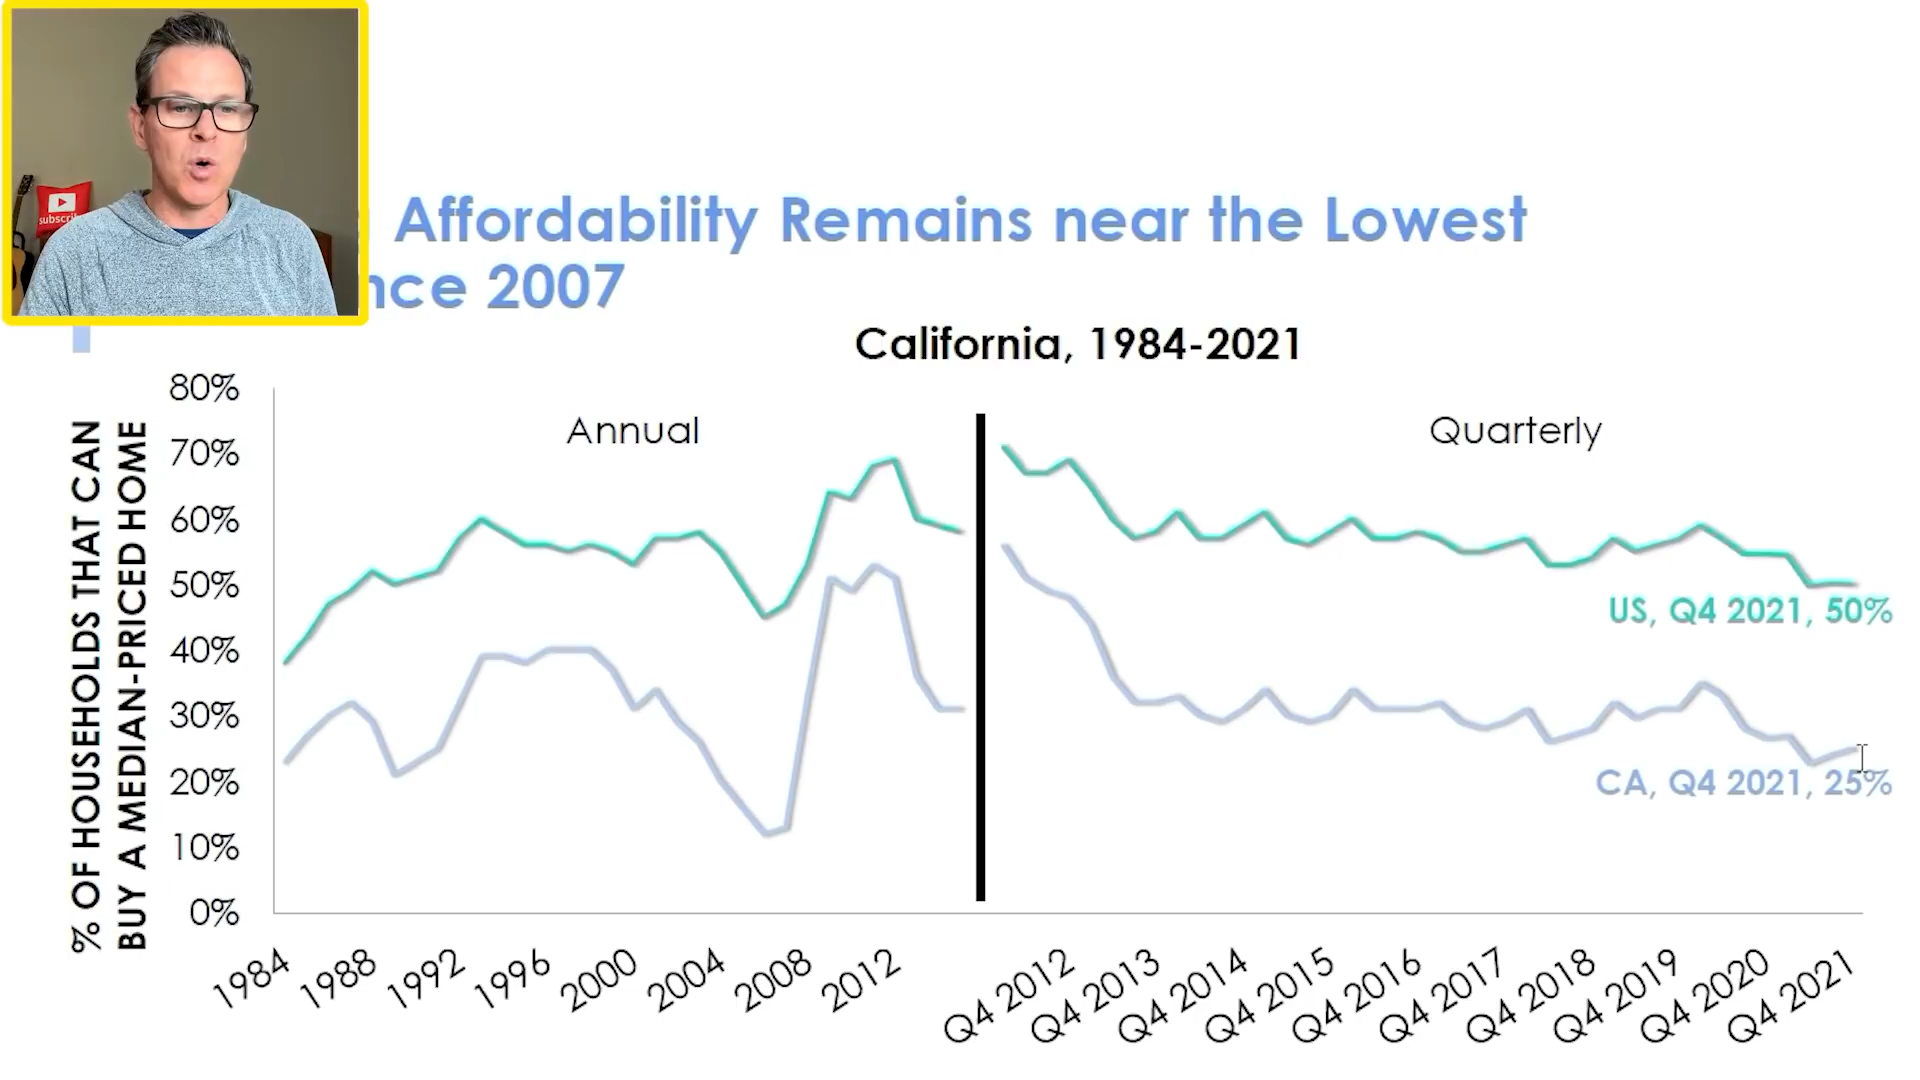 Affordability Remains near the Lowest
nce 2007
California, 1984-2021
% OF HOUSEHOLDS THAT CAN
BUY A MEDIAN-PRICED HOME
80%
70%
60%
50%
40%
30%
20%
10%
0%
Annual
Quarterly
US, Q4 2021, 50%
CA, Q4 2021, 25%
1984
1988
1992
1996
2000
2004
2008
2012
Q4 2012
Q4 2013
Q4 2014
Q4 2015
Q4 2016
Q4 2017
Q4 2018
Q4 2019
Q4 2020
Q4 2021